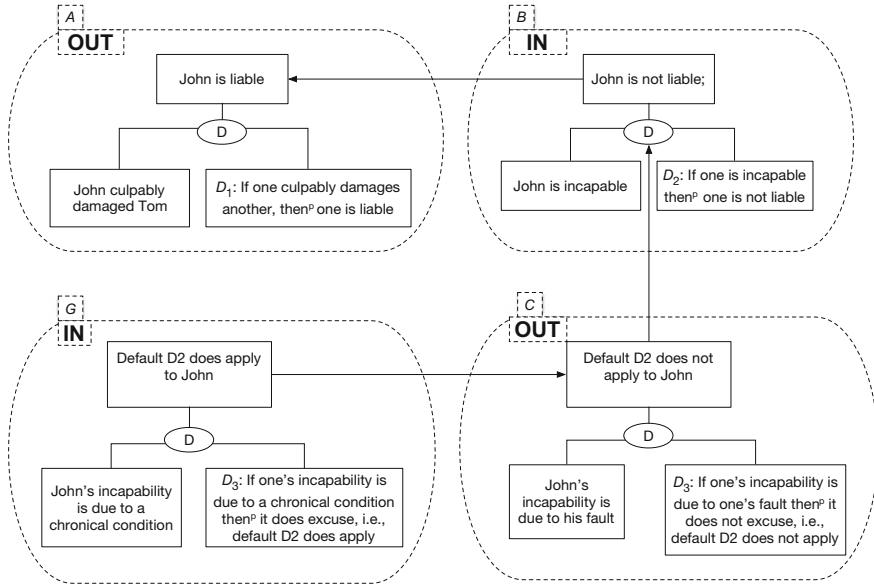 A
OUT
John is liable
D
John culpably
damaged Tom
D1: If one culpably damages
another, thenᵖ one is liable
B
IN
John is not liable;
D
John is incapable
D2: If one is incapable
thenᵖ one is not liable
G
IN
Default D2 does apply
to John
D
John's incapability
is due to a
chronical condition
D3: If one's incapability is
due to a chronical condition
thenᵖ it does excuse, i.e.,
default D2 does apply
C
OUT
Default D2 does not
apply to John
D
John's
incapability is
due to his fault
D3: If one's incapability is
due to one's fault thenᵖ it
does not excuse, i.e.,
default D2 does not apply